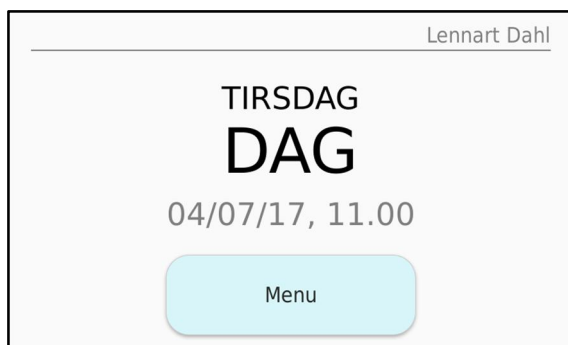 Lennart Dahl
TIRSDAG
DAG
04/07/17, 11.00
Menu